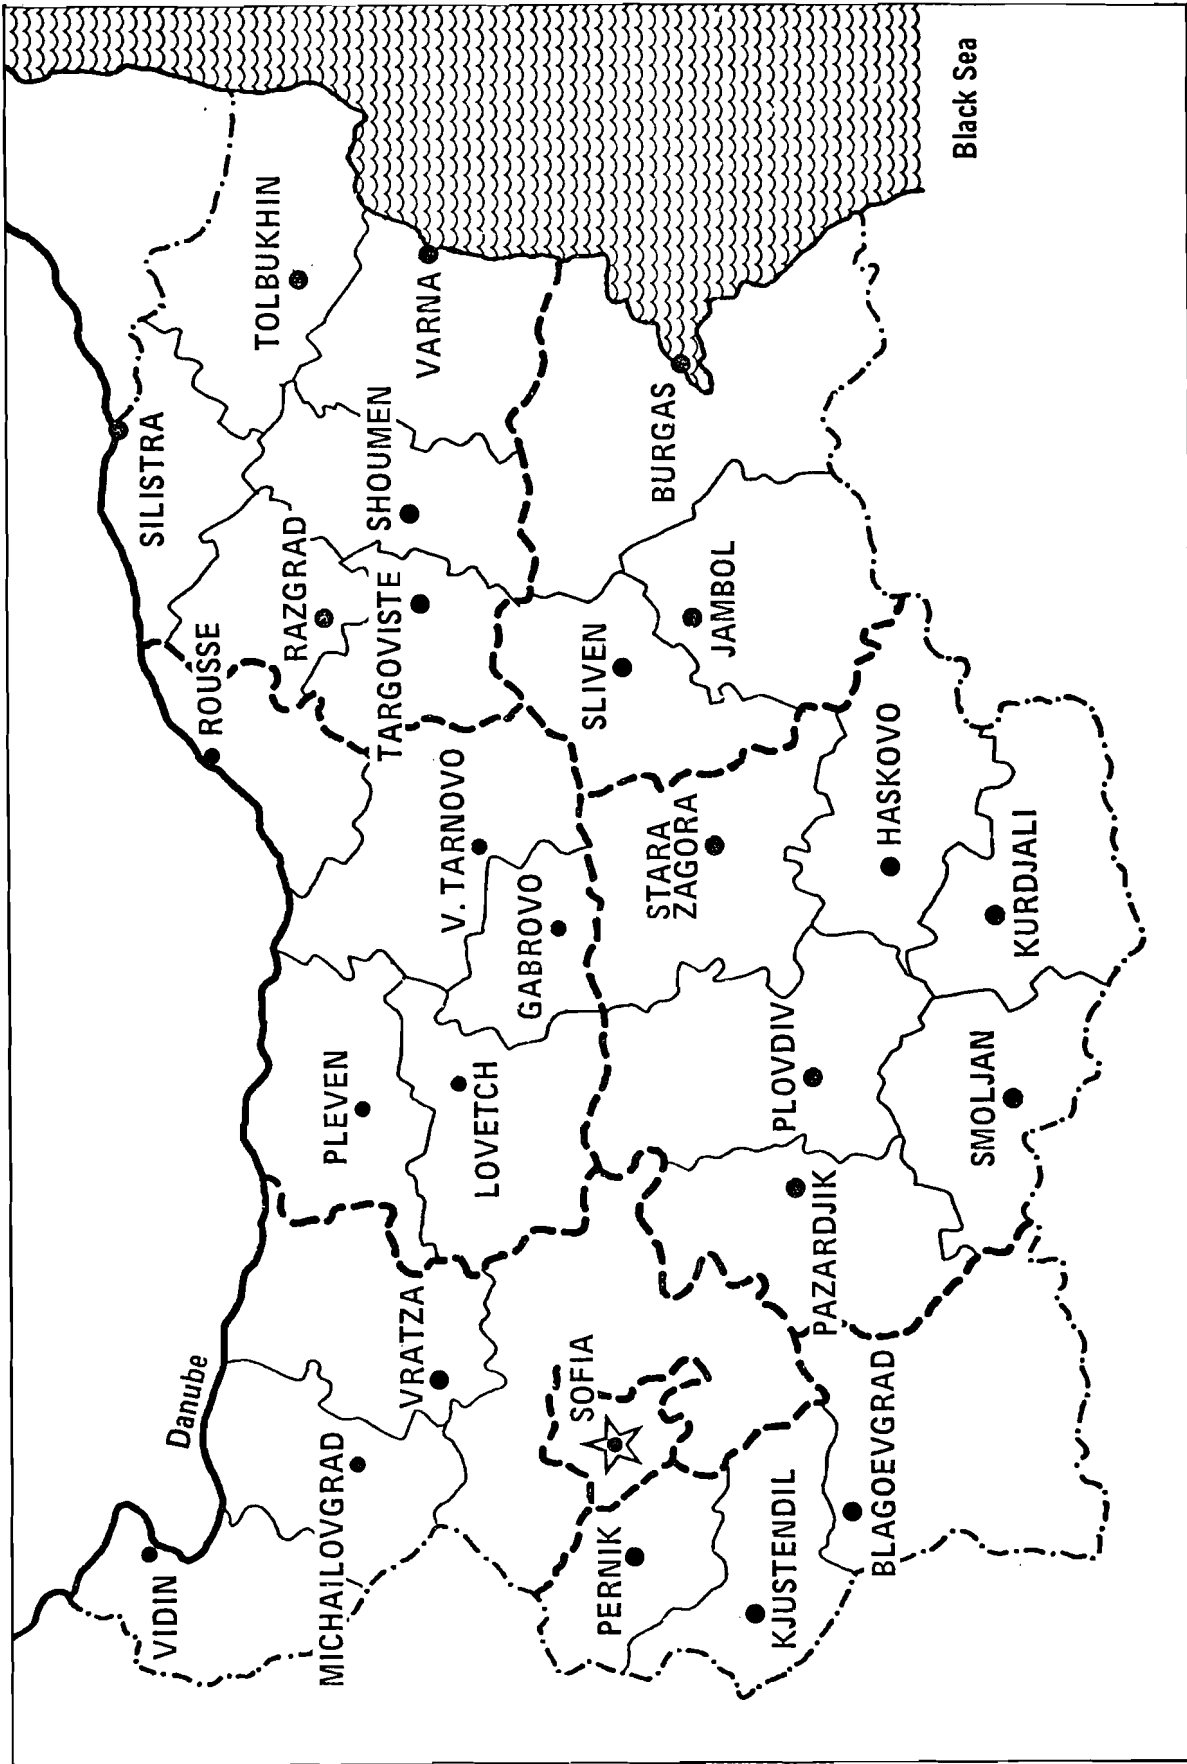 Danube
VIDIN
MICHAILOVGRAD
VRATZA
PLEVEN
LOVETCH
V. TARNOVO
GABROVO
ROUSSE
RAZGRAD
TARGOVISTE
SILISTRA
SHOUMEN
TOLBUKHIN
VARNA
SOFIA
PERNIK
KJUSTENDIL
BLAGOEVGRAD
PAZARDJIK
PLOVDIV
SMOLJAN
STARA
ZAGORA
HASKOVO
KURDJALI
SLIVEN
JAMBOL
BURGAS
Black Sea